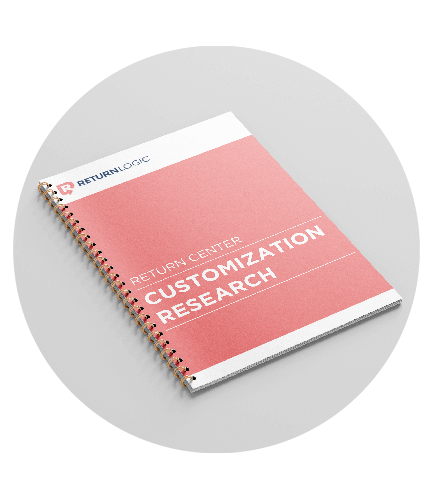 RETURNLOGIC
RETURN CENTER
CUSTOMIZATION
RESEARCH